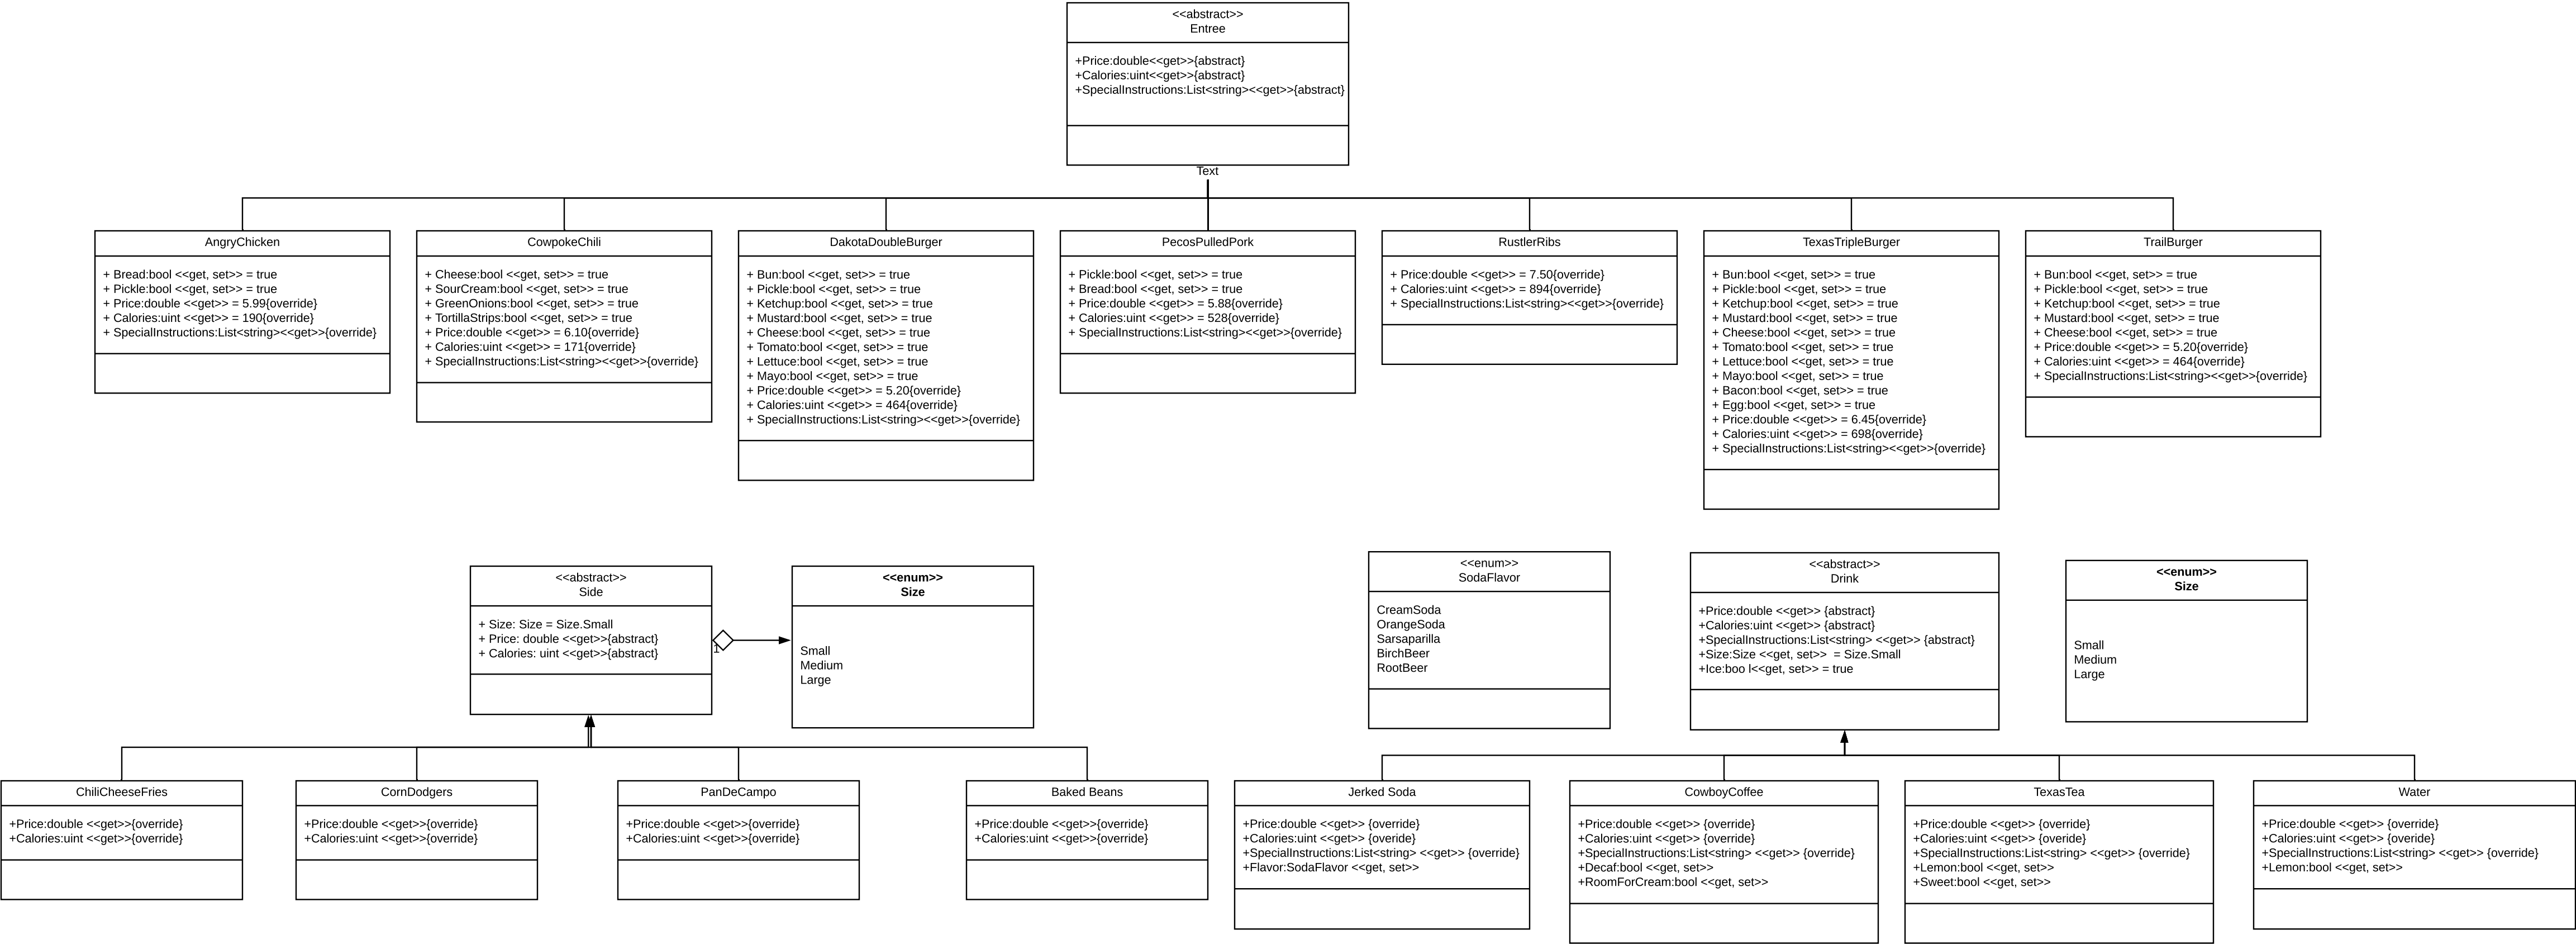 <<abstract>>
Entree
+Price:double<<get>>{abstract}
+Calories:uint<<get>>{abstract}
+SpecialInstructions:List<string><<get>>{abstract}
Text
AngryChicken
+ Bread:bool <<get, set>> = true
+ Pickle:bool <<get, set>> = true
+ Price:double <<get>> = 5.99{override}
+ Calories:uint <<get>> = 190{override}
+ SpecialInstructions:List<string><<get>>{override}
CowpokeChili
+ Cheese:bool <<get, set>> = true
+ SourCream:bool <<get, set>> = true
+ GreenOnions:bool <<get, set>> = true
+ TortillaStrips:bool <<get, set>> = true
+ Price:double <<get>> = 6.10{override}
+ Calories:uint <<get>> = 171{override}
+ SpecialInstructions:List<string><<get>>{override}
DakotaDoubleBurger
+ Bun:bool <<get, set>> = true
+ Pickle:bool <<get, set>> = true
+ Ketchup:bool <<get, set>> = true
+ Mustard:bool <<get, set>> = true
+ Cheese:bool <<get, set>> = true
+ Tomato:bool <<get, set>> = true
+ Lettuce:bool <<get, set>> = true
+ Mayo:bool <<get, set>> = true
+ Price:double <<get>> = 5.20{override}
+ Calories:uint <<get>> = 464{override}
+ SpecialInstructions:List<string><<get>>{override}
PecosPulledPork
+ Pickle:bool <<get, set>> = true
+ Bread:bool <<get, set>> = true
+ Price:double <<get>> = 5.88{override}
+ Calories:uint <<get>> = 528{override}
+ SpecialInstructions:List<string><<get>>{override}
RustlerRibs
+ Price:double <<get>> = 7.50{override}
+ Calories:uint <<get>> = 894{override}
+ SpecialInstructions:List<string><<get>>{override}
TexasTripleBurger
+ Bun:bool <<get, set>> = true
+ Pickle:bool <<get, set>> = true
+ Ketchup:bool <<get, set>> = true
+ Mustard:bool <<get, set>> = true
+ Cheese:bool <<get, set>> = true
+ Tomato:bool <<get, set>> = true
+ Lettuce:bool <<get, set>> = true
+ Mayo:bool <<get, set>> = true
+ Bacon:bool <<get, set>> = true
+ Egg:bool <<get, set>> = true
+ Price:double <<get>> = 6.45{override}
+ Calories:uint <<get>> = 698{override}
+ SpecialInstructions:List<string><<get>>{override}
TrailBurger
+ Bun:bool <<get, set>> = true
+ Pickle:bool <<get, set>> = true
+ Ketchup:bool <<get, set>> = true
+ Mustard:bool <<get, set>> = true
+ Cheese:bool <<get, set>> = true
+ Price:double <<get>> = 5.20{override}
+ Calories:uint <<get>> = 464{override}
+ SpecialInstructions:List<string><<get>>{override}
<<abstract>>
Side
+ Size: Size = Size.Small
+ Price: double <<get>>{abstract}
+ Calories: uint <<get>>{abstract}
1
<<enum>>
Size
Small
Medium
Large
<<enum>>
SodaFlavor
CreamSoda
OrangeSoda
Sarsaparilla
BirchBeer
RootBeer
<<abstract>>
Drink
+Price:double <<get>> {abstract}
+Calories:uint <<get>> {abstract}
+SpecialInstructions:List<string> <<get>> {abstract}
+Size:Size <<get, set>>  = Size.Small
+Ice:boo l<<get, set>> = true
<<enum>>
Size
Small
Medium
Large
ChiliCheeseFries
+Price:double <<get>>{override}
+Calories:uint <<get>>{override}
CornDodgers
+Price:double <<get>>{override}
+Calories:uint <<get>>{override}
PanDeCampo
+Price:double <<get>>{override}
+Calories:uint <<get>>{override}
Baked Beans
+Price:double <<get>>{override}
+Calories:uint <<get>>{override}
Jerked Soda
+Price:double <<get>> {override}
+Calories:uint <<get>> {overide}
+SpecialInstructions:List<string> <<get>> {override}
+Flavor:SodaFlavor <<get, set>>
CowboyCoffee
+Price:double <<get>> {override}
+Calories:uint <<get>> {overide}
+SpecialInstructions:List<string> <<get>> {override}
+Decaf:bool <<get, set>>
+RoomForCream:bool <<get, set>>
TexasTea
+Price:double <<get>> {override}
+Calories:uint <<get>> {overide}
+SpecialInstructions:List<string> <<get>> {override}
+Lemon:bool <<get, set>>
+Sweet:bool <<get, set>>
Water
+Price:double <<get>> {override}
+Calories:uint <<get>> {overide}
+SpecialInstructions:List<string> <<get>> {override}
+Lemon:bool <<get, set>>